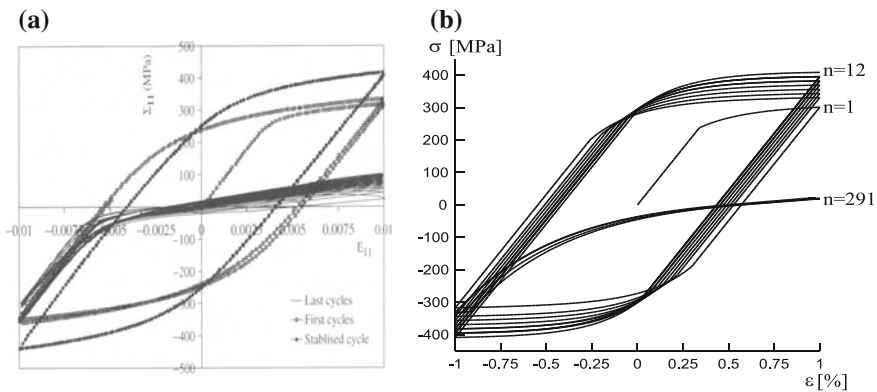 (a)
Σ11 (MPa)
500
400
300
200
100
0
-0.01 -0.0075 -0.005 -0.0025 0 0.0025 0.005 0.0075 0.01
E11
-100
-200
-300
-400
-500
Last cycles
First cycles
Stablised cycle
(b)
σ [MPa]
400
300
200
100
0
-100
-200
-300
-400
-1 -0.75 -0.5 -0.25 0 0.25 0.5 0.75 1
ε [%]
n=12
n=1
n=291